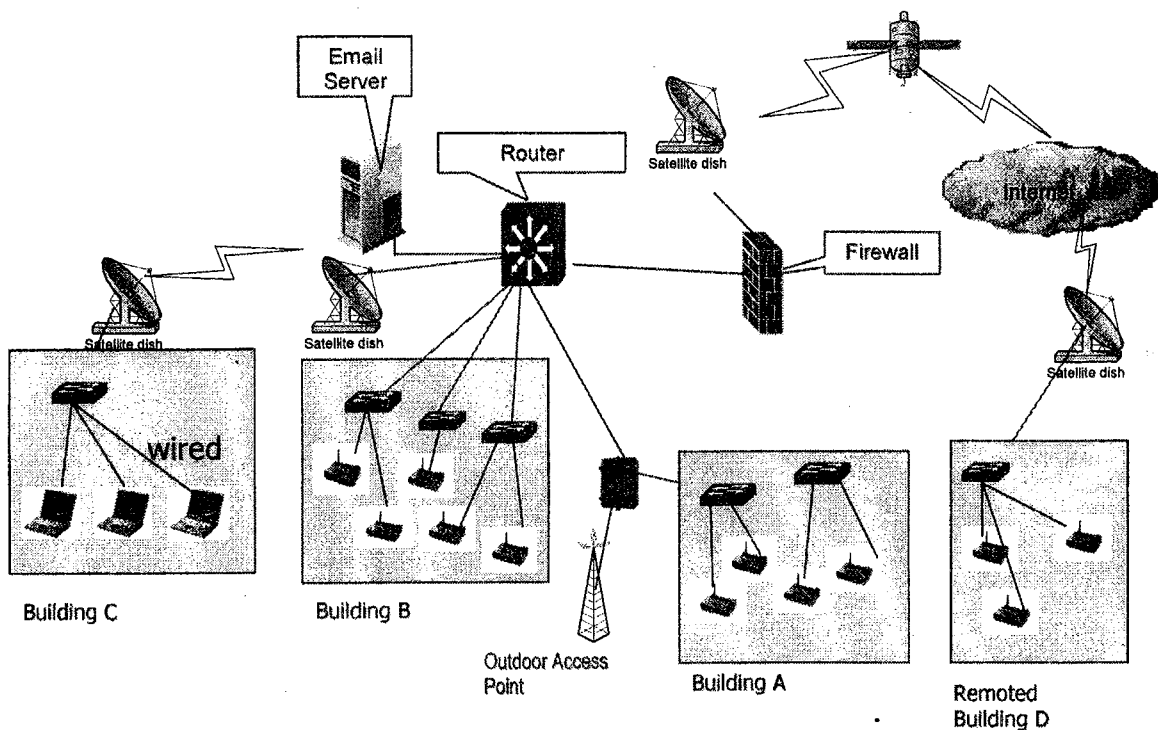 Email
Server
Router
Satellite dish
Internet
Firewall
Satellite dish
Satellite dish
Satellite dish
wired
Building C
Building B
Outdoor Access
Point
Building A
Remoted
Building D